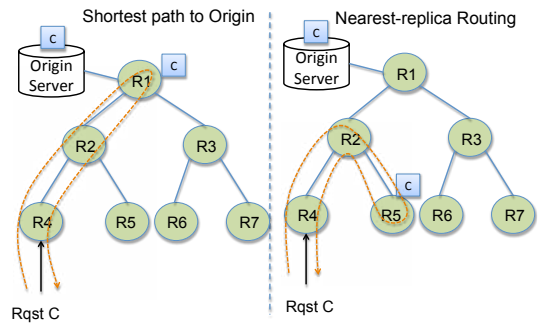 Shortest path to Origin
C
Origin
Server
C
R1
R2
R3
R4
R5
R6
R7
Rqst C
Nearest-replica Routing
C
Origin
Server
R1
R2
R3
C
R4
R5
R6
R7
Rqst C